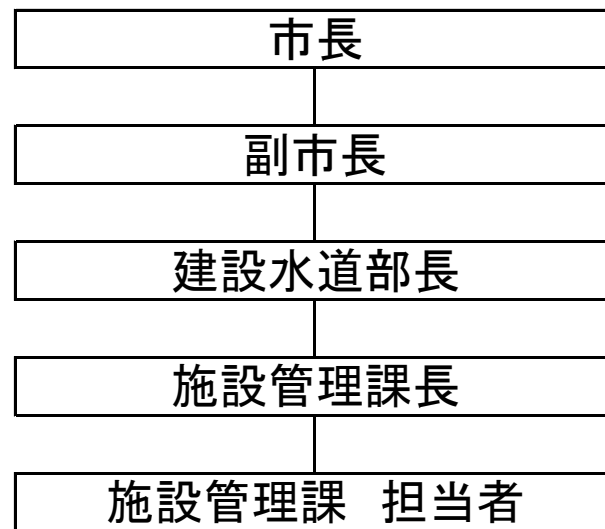 市長
副市長
建設水道部長
施設管理課長
施設管理課　担当者